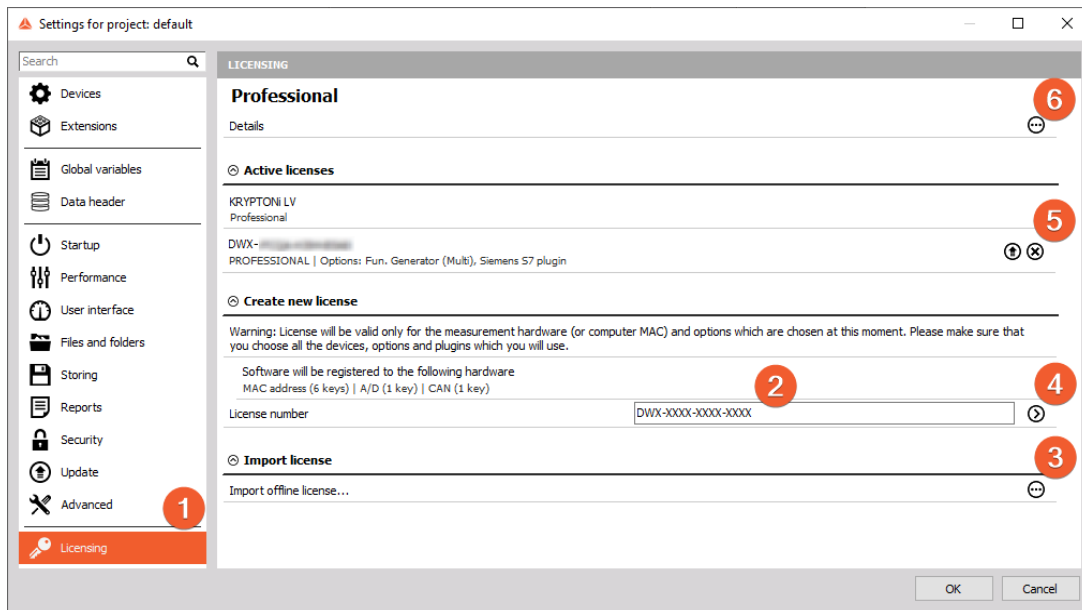 Settings for project: default
Search
LICENSING
Devices
Extensions
Global variables
Data header
Startup
Performance
User interface
Files and folders
Storing
Reports
Security
Update
Advanced
1
Licensing
Professional
6
Details
Active licenses
KRYPTONi LV
Professional
5
DWX-
PROFESSIONAL | Options: Fun. Generator (Multi), Siemens S7 plugin
Create new license
Warning: License will be valid only for the measurement hardware (or computer MAC) and options which are chosen at this moment. Please make sure that
you choose all the devices, options and plugins which you will use.
Software will be registered to the following hardware
MAC address (6 keys) | A/D (1 key) | CAN (1 key)
2
4
License number
DWX-XXXX-XXXX-XXXX
Import license
3
Import offline license...
OK
Cancel